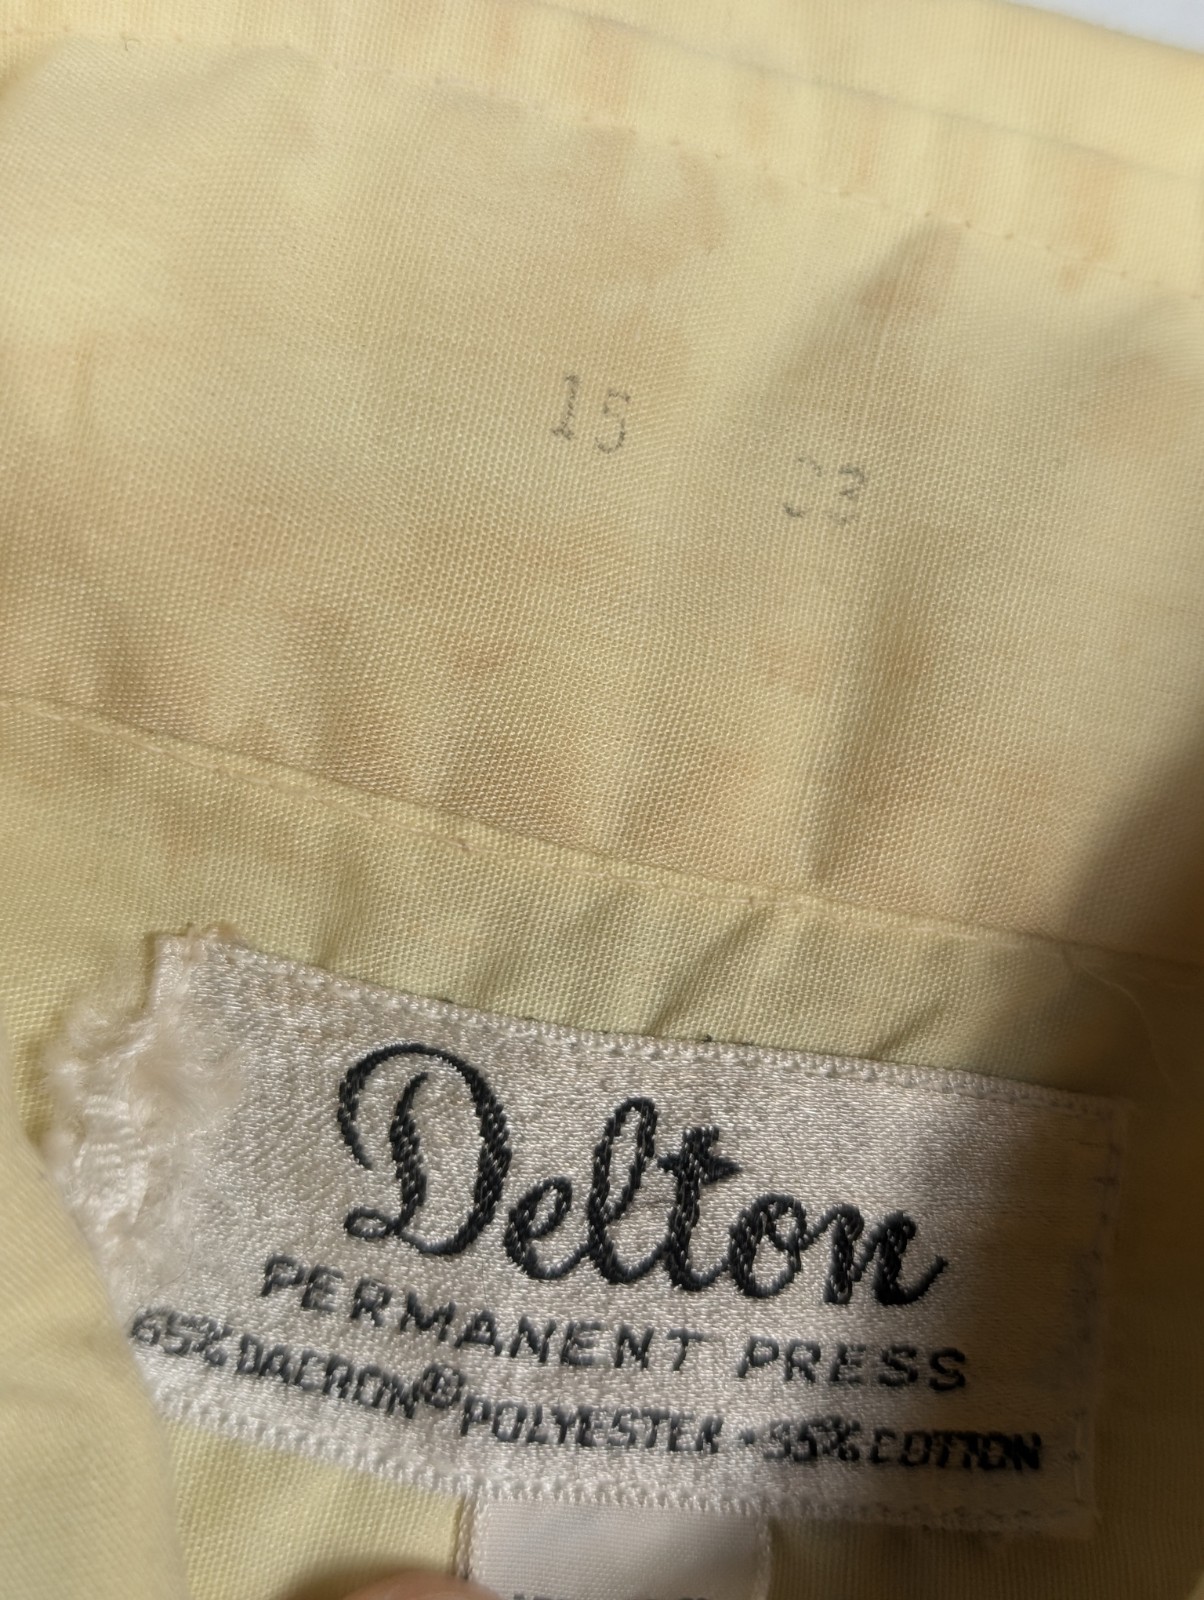 15 33
Delton
PERMANENT PRESS
65% DACRON® POLYESTER • 35% COTTON